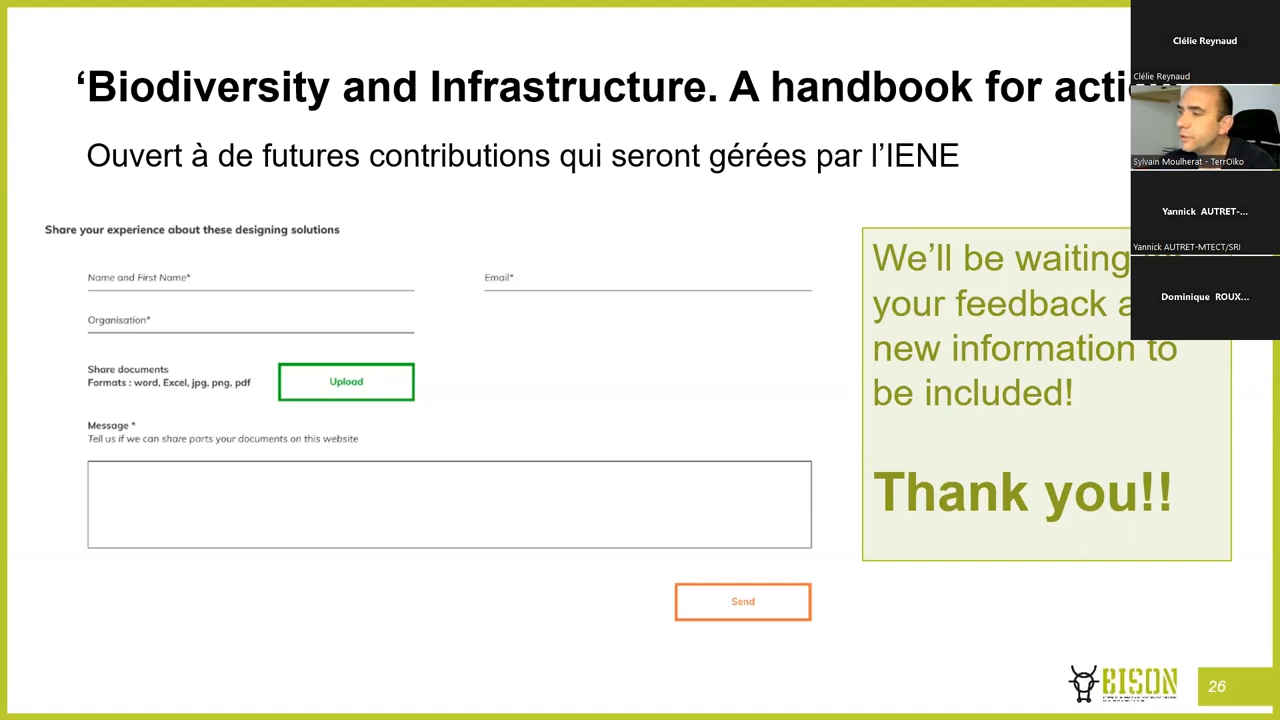 ‘Biodiversity and Infrastructure. A handbook for acti
Ouvert à de futures contributions qui seront gérées par l’IENE
Share your experience about these designing solutions
Name and First Name*
Email*
Organisation*
Share documents
Formats : word, Excel, jpg, png, pdf
Upload
Message *
Tell us if we can share parts your documents on this website
Send
We’ll be waiting
your feedback a
new information to
be included!
Thank you!!
Clélie Reynaud
Clélie Reynaud
Sylvain Moulherat - TerrOïko
Yannick AUTRET-...
Yannick AUTRET-MTECT/SRI
Dominique ROUX...
BISON
26